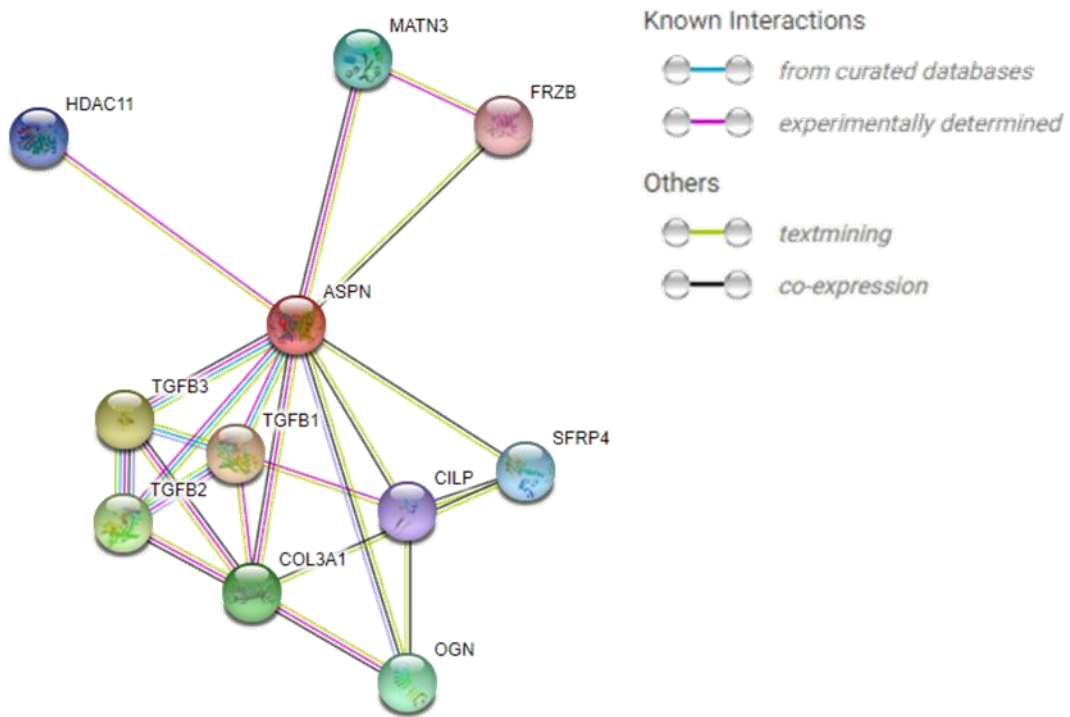 MATN3
FRZB
HDAC11
ASPN
TGFB3
TGFB1
SFRP4
CILP
TGFB2
COL3A1
OGN
Known Interactions
from curated databases
experimentally determined
Others
textmining
co-expression